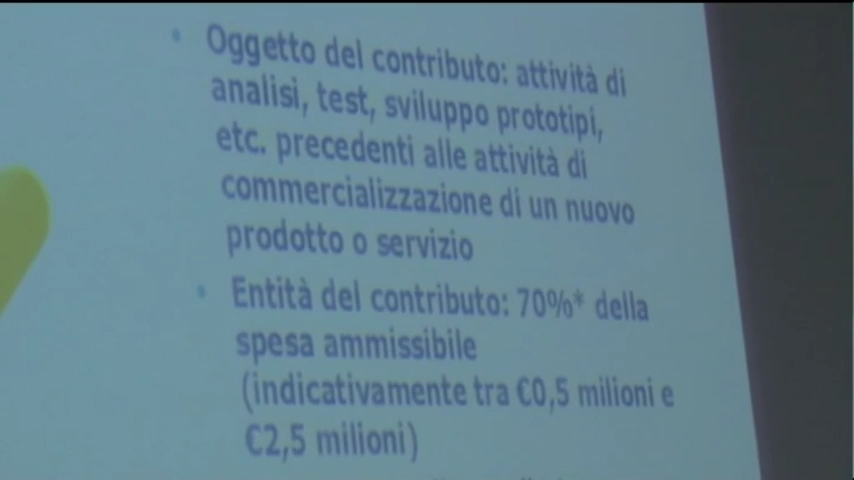 • Oggetto del contributo: attività di
analisi, test, sviluppo prototipi,
etc. precedenti alle attività di
commercializzazione di un nuovo
prodotto o servizio
• Entità del contributo: 70%* della
spesa ammissibile
(indicativamente tra €0,5 milioni e
€2,5 milioni)